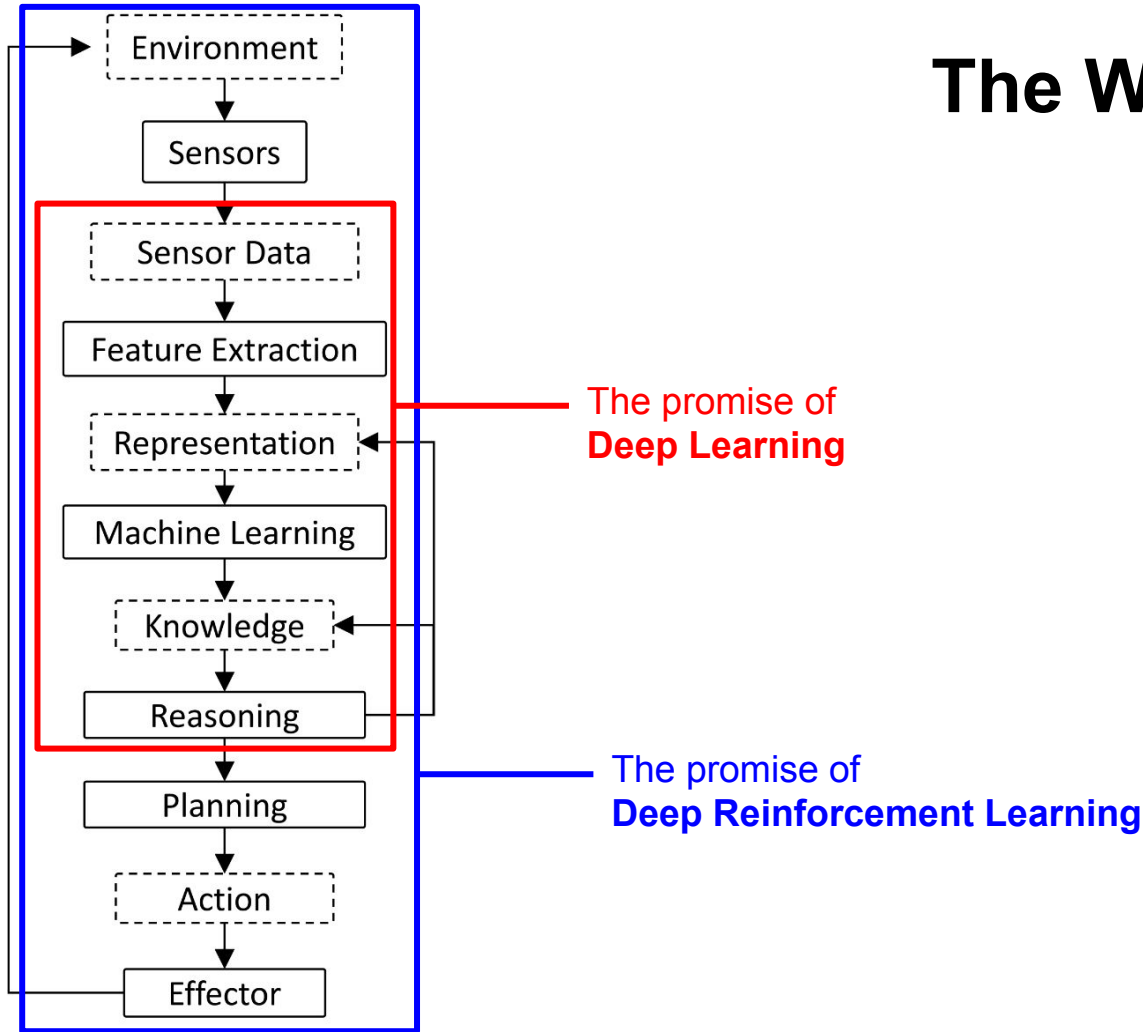 The W
Environment
Sensors
Sensor Data
Feature Extraction
Representation
Machine Learning
Knowledge
Reasoning
Planning
Action
Effector
The promise of
Deep Learning
The promise of
Deep Reinforcement Learning